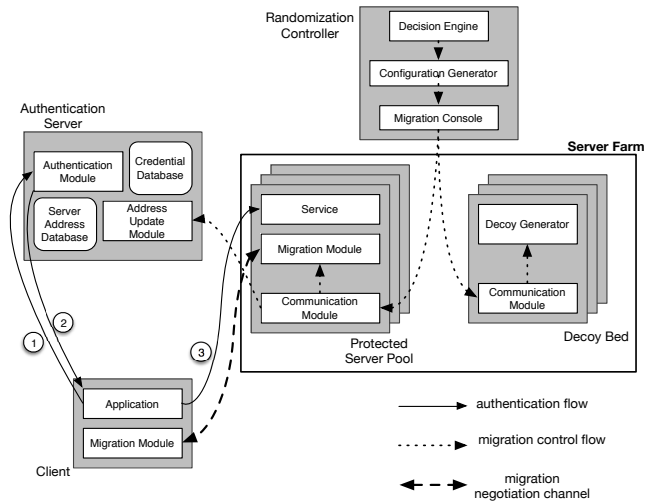 Randomization
Controller
Decision Engine
Configuration Generator
Migration Console
Authentication
Server
Authentication
Module
Credential
Database
Server
Address
Database
Address
Update
Module
Server Farm
Service
Migration Module
Communication
Module
Protected
Server Pool
Decoy Generator
Communication
Module
Decoy Bed
1
2
3
Application
Migration Module
Client
authentication flow
migration control flow
migration
negotiation channel